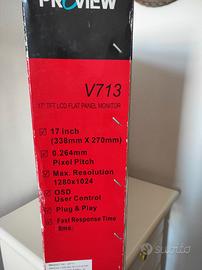 PROVIEW
V713
17" TFT LCD FLAT PANEL MONITOR
17 inch
(338mm X 270mm)
0.264mm
Pixel Pitch
Max. Resolution
1280x1024
OSD
User Control
Plug & Play
Fast Response Time
8ms
subito